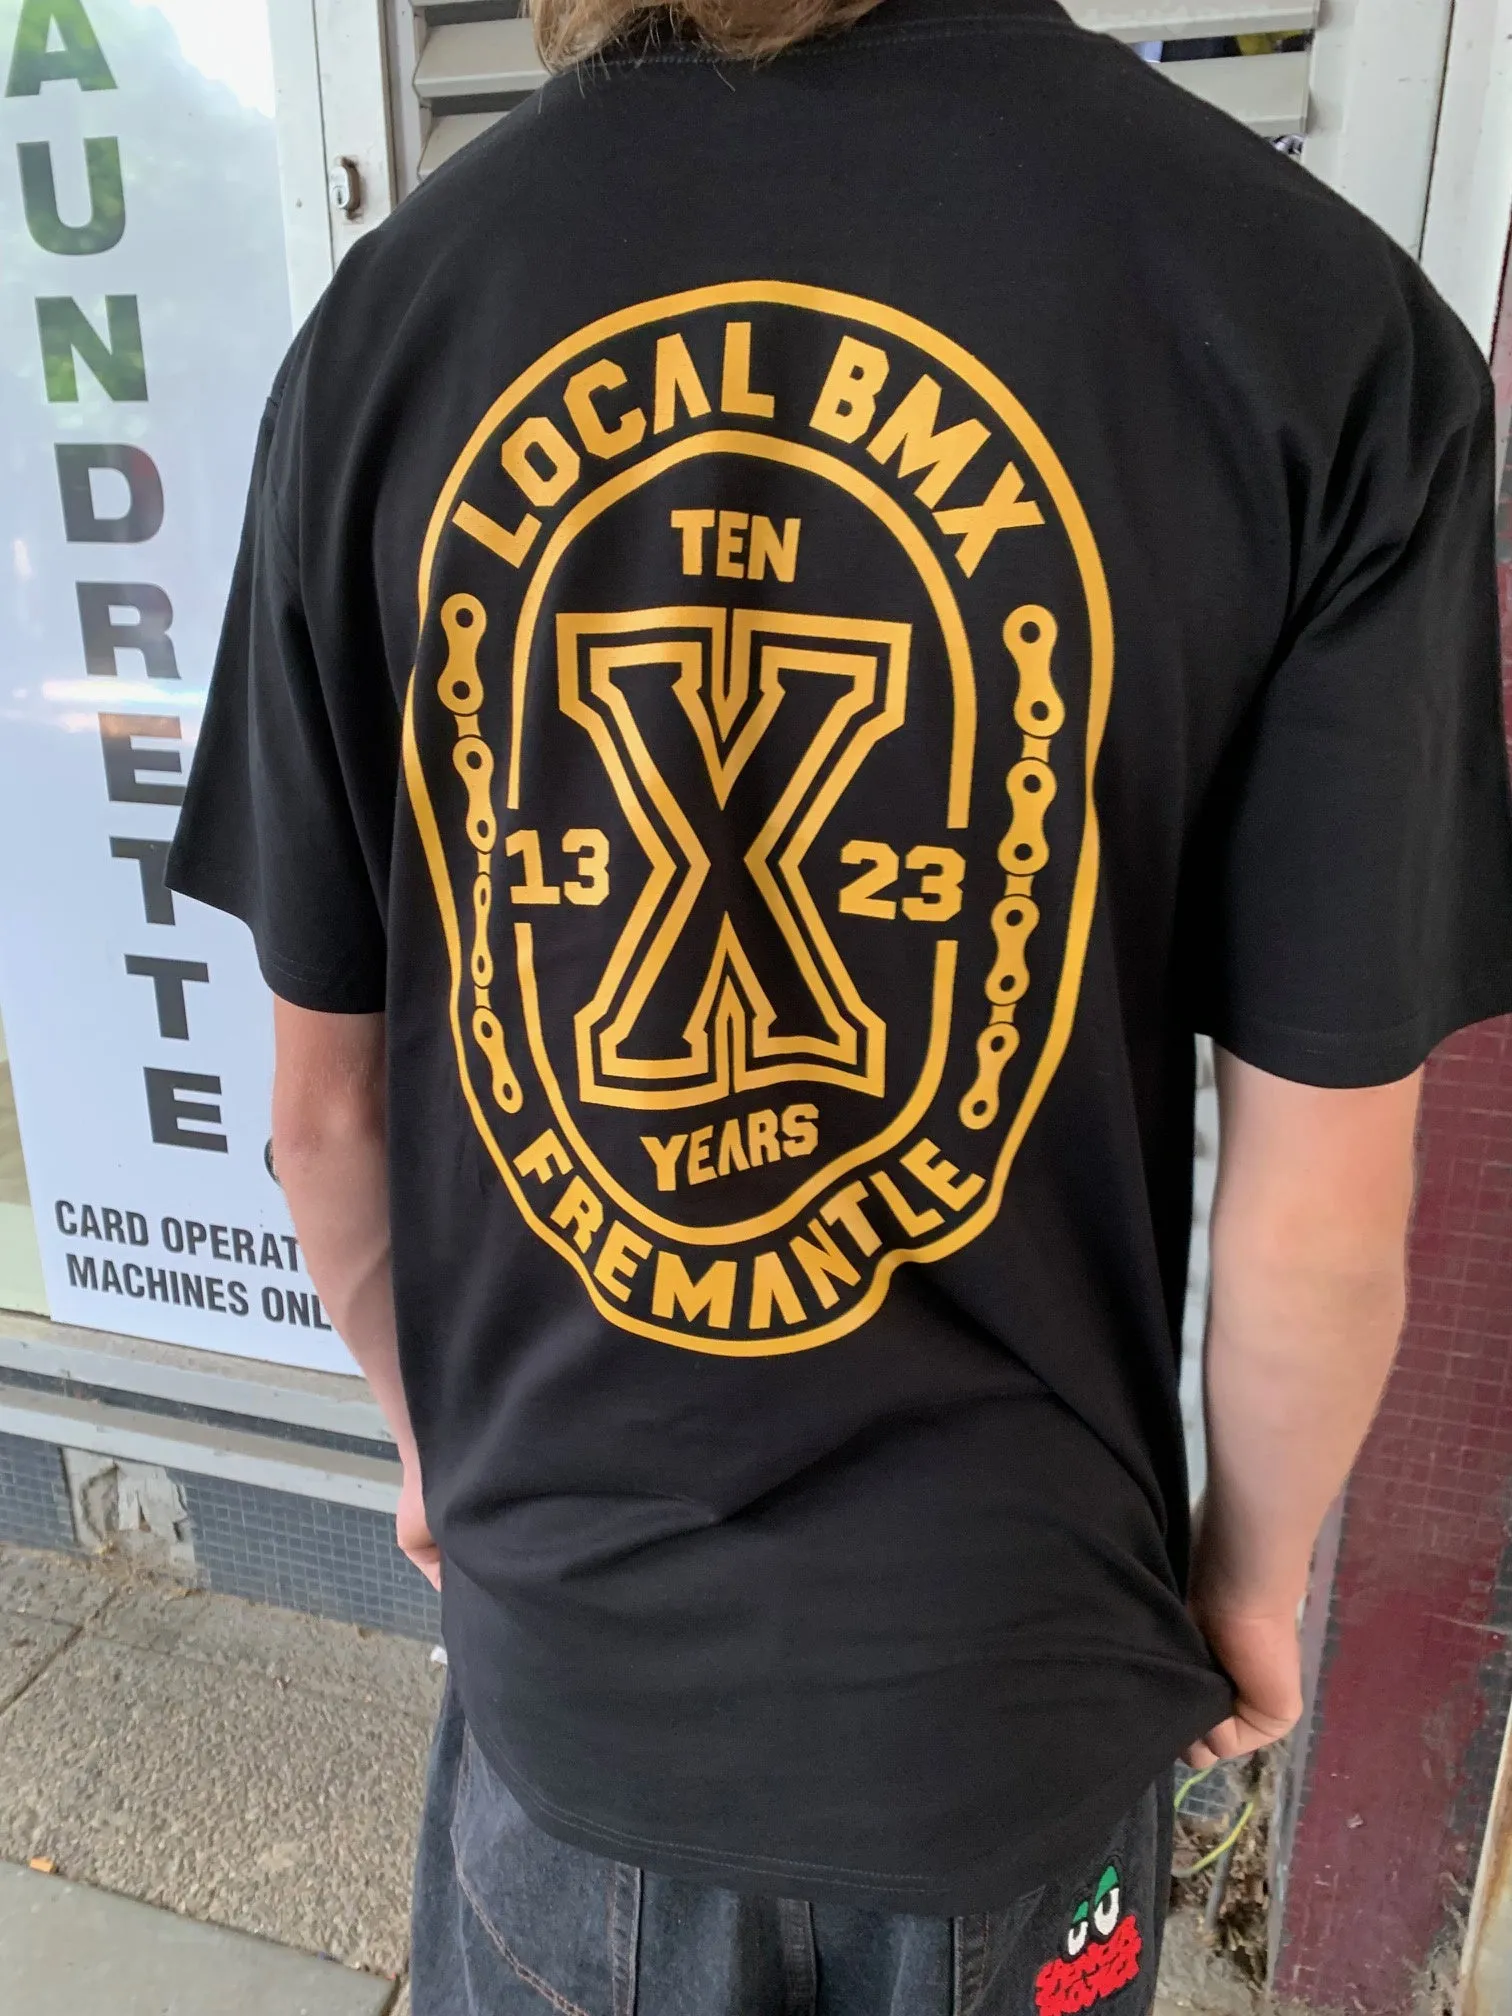 AUNDRETTE
CARD OPERAT
MACHINES ONL
LOCAL BMX
TEN
X
13 23
YEARS
FREMANTLE